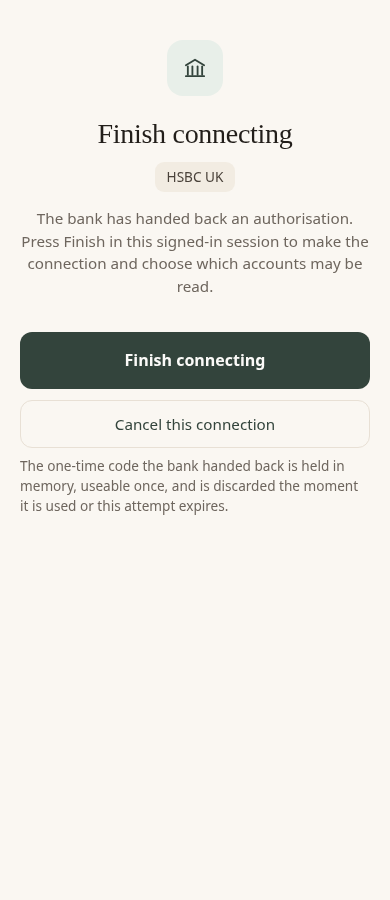 Finish connecting
HSBC UK
The bank has handed back an authorisation.
Press Finish in this signed-in session to make the
connection and choose which accounts may be
read.
Finish connecting
Cancel this connection
The one-time code the bank handed back is held in
memory, useable once, and is discarded the moment
it is used or this attempt expires.